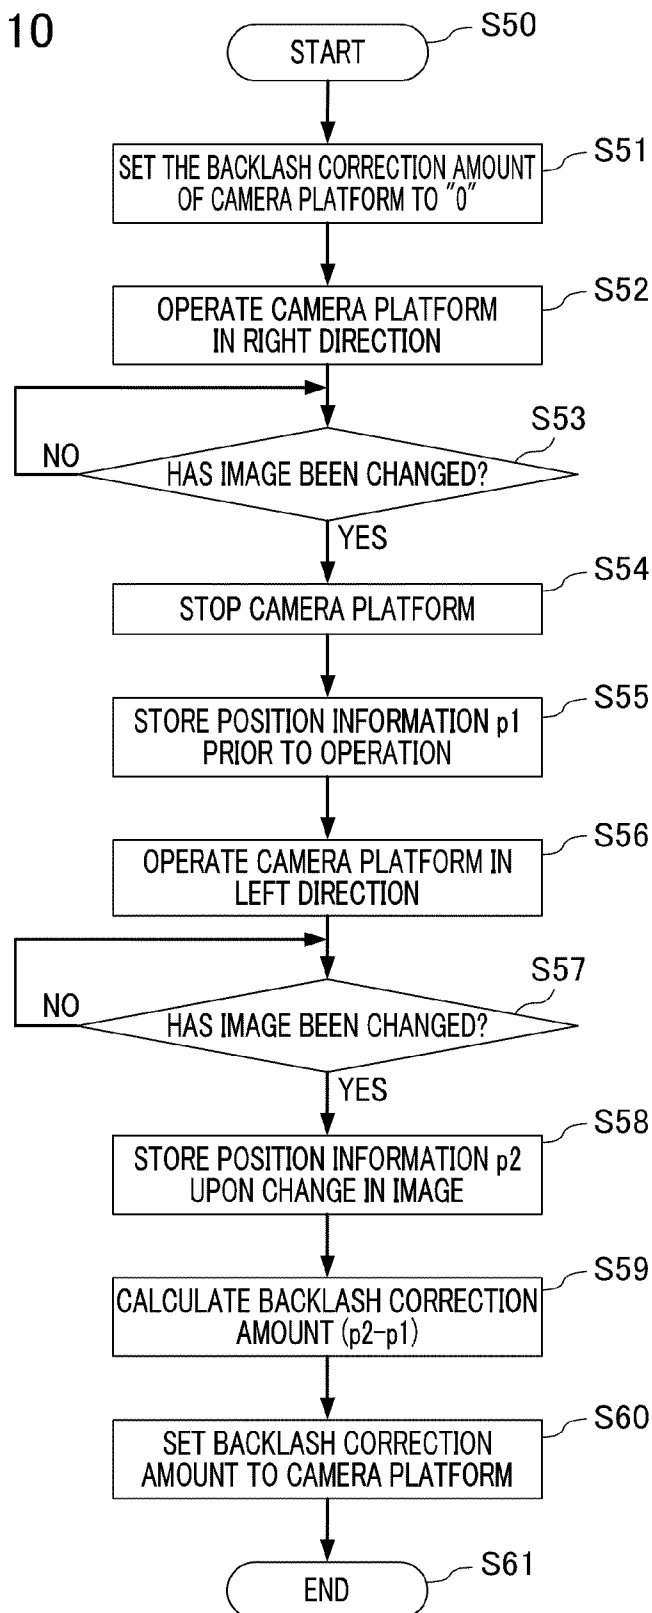 10
START
S50
SET THE BACKLASH CORRECTION AMOUNT
OF CAMERA PLATFORM TO "0"
S51
OPERATE CAMERA PLATFORM
IN RIGHT DIRECTION
S52
HAS IMAGE BEEN CHANGED?
S53
NO
YES
STOP CAMERA PLATFORM
S54
STORE POSITION INFORMATION p1
PRIOR TO OPERATION
S55
OPERATE CAMERA PLATFORM IN
LEFT DIRECTION
S56
HAS IMAGE BEEN CHANGED?
S57
NO
YES
STORE POSITION INFORMATION p2
UPON CHANGE IN IMAGE
S58
CALCULATE BACKLASH CORRECTION
AMOUNT (p2-p1)
S59
SET BACKLASH CORRECTION
AMOUNT TO CAMERA PLATFORM
S60
END
S61